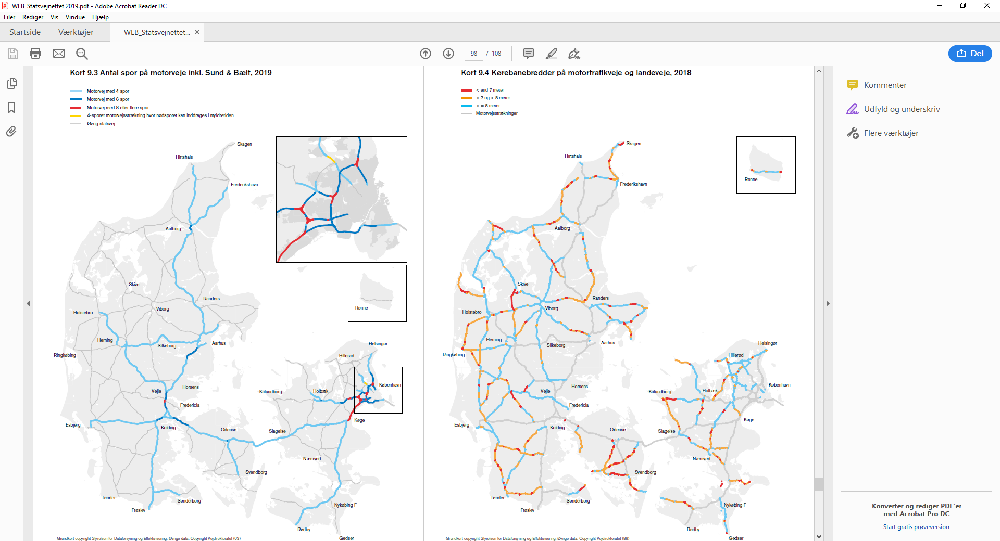 WEB_Statsvejnettet 2019.pdf - Adobe Acrobat Reader DC
Filer Rediger Vis Vindue Hjælp
Startside Værktøjer WEB_Statsvejnettet... ×
98 / 108
Del
Kort 9.3 Antal spor på motorveje inkl. Sund & Bælt, 2019
Motorvej med 4 spor
Motorvej med 6 spor
Motorvej med 8 eller flere spor
4-sporet motorvejsstrækning hvor nødsporet kan inddrages i myldretiden
Øvrig statsvej
Skagen
Hirtshals
Frederikshavn
Aalborg
Skive
Randers
Rønne
Viborg
Holstebro
Herning
Silkeborg
Aarhus
Helsingør
Ringkøbing
Hillerød
København
Horsens
Vejle
Kalundborg
Holbæk
Fredericia
Køge
Esbjerg
Kolding
Odense
Slagelse
Næstved
Svendborg
Tønder
Sønderborg
Nykøbing F
Frøslev
Rødby
Gedser
Grundkort copyright Styrelsen for Dataforsyning og Effektivisering. Øvrige data: Copyright Vejdirektoratet (03)
Kort 9.4 Kørebanebredder på motortrafikveje og landeveje, 2018
< end 7 meter
> 7 og < 8 meter
> = 8 meter
Motorvejsstrækninger
Skagen
Hirtshals
Rønne
Frederikshavn
Aalborg
Skive
Randers
Viborg
Holstebro
Herning
Silkeborg
Aarhus
Helsingør
Ringkøbing
Hillerød
København
Horsens
Vejle
Kalundborg
Holbæk
Fredericia
Køge
Esbjerg
Kolding
Odense
Slagelse
Næstved
Svendborg
Tønder
Sønderborg
Nykøbing F
Frøslev
Rødby
Gedser
Grundkort copyright Styrelsen for Dataforsyning og Effektivisering. Øvrige data: Copyright Vejdirektoratet (89)
Kommenter
Udfyld og underskriv
Flere værktøjer
Konverter og rediger PDF'er
med Acrobat Pro DC
Start gratis prøveversion